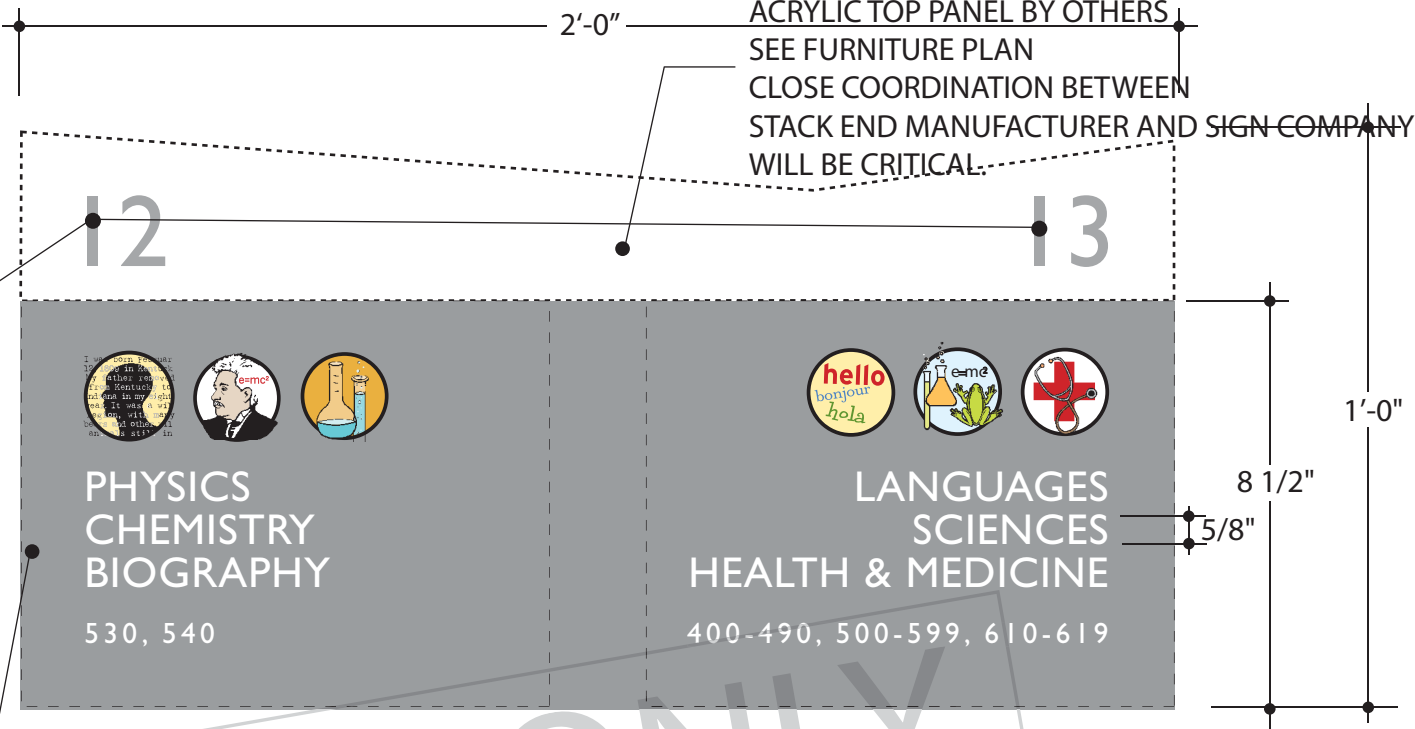 2'-0"
ACRYLIC TOP PANEL BY OTHERS
SEE FURNITURE PLAN
CLOSE COORDINATION BETWEEN
STACK END MANUFACTURER AND SIGN COMPANY
WILL BE CRITICAL.
12
13
e=mc²
hello
bonjour
hola
e=mc²
PHYSICS
CHEMISTRY
BIOGRAPHY
530, 540
LANGUAGES
SCIENCES
HEALTH & MEDICINE
400-490, 500-599, 610-619
5/8"
8 1/2"
1'-0"
ONLY